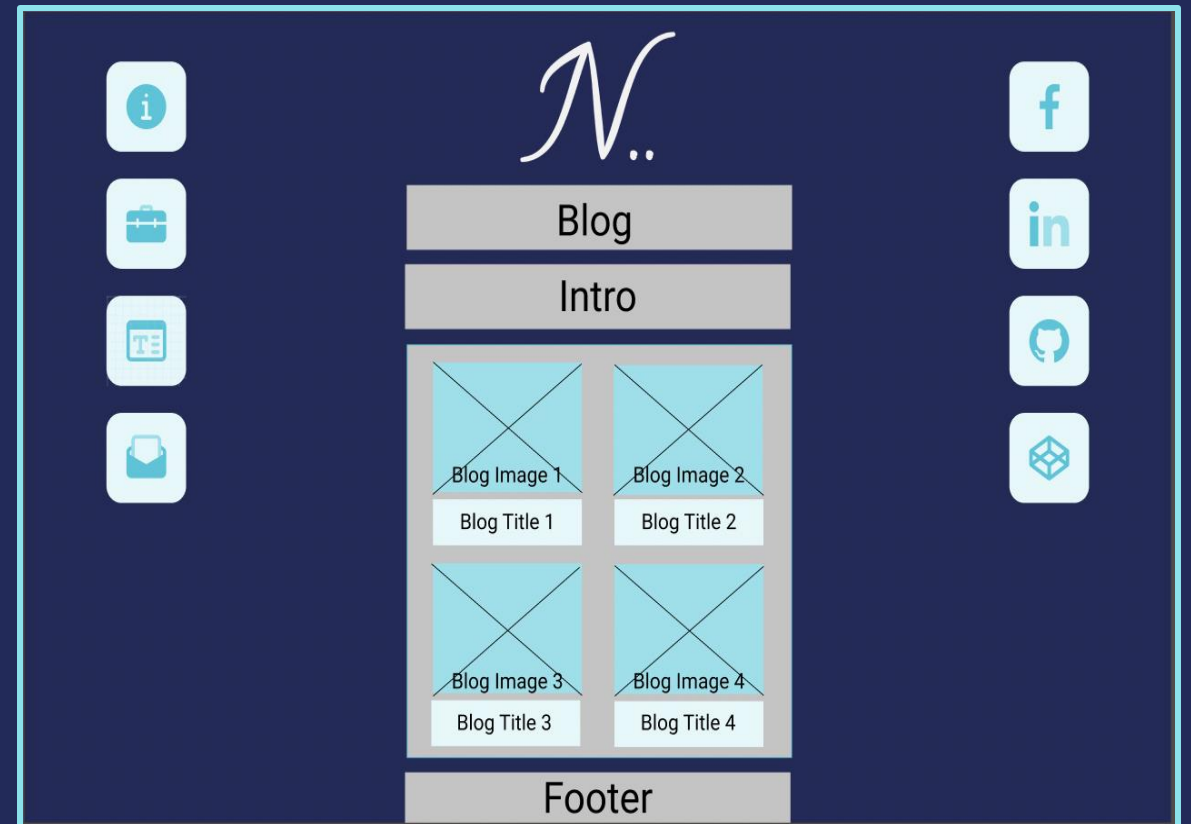 N..
Blog
Intro
Blog Image 1
Blog Image 2
Blog Title 1
Blog Title 2
Blog Image 3
Blog Image 4
Blog Title 3
Blog Title 4
Footer
i
T
f
in